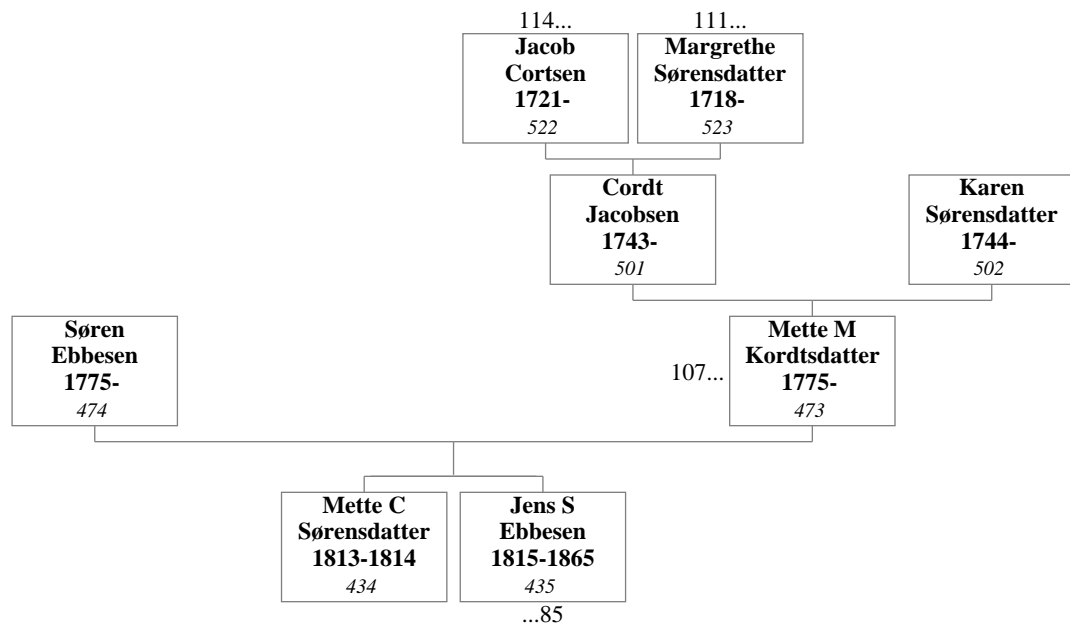 114...
111...
Jacob
Cortsen
1721-
522
Margrethe
Sørensdatter
1718-
523
Cordt
Jacobsen
1743-
501
Karen
Sørensdatter
1744-
502
Søren
Ebbesen
1775-
474
107...
Mette M
Kordtsdatter
1775-
473
Mette C
Sørensdatter
1813-1814
434
Jens S
Ebbesen
1815-1865
435
...85